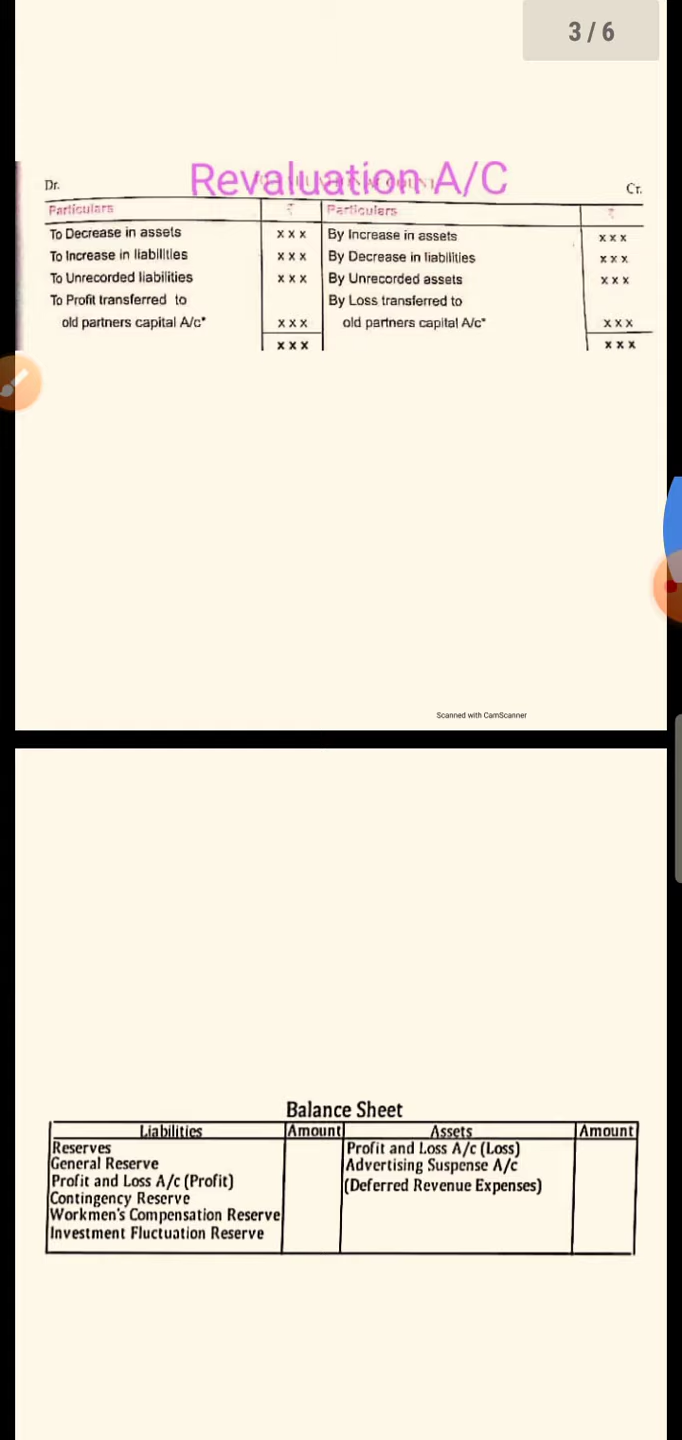 3 / 6
Revaluation A/C
Dr. Cr.
Particulars ₹ Particulars ₹
To Decrease in assets x x x By Increase in assets x x x
To Increase in liabilities x x x By Decrease in liabilities x x x
To Unrecorded liabilities x x x By Unrecorded assets x x x
To Profit transferred to By Loss transferred to
old partners capital A/c* x x x old partners capital A/c* x x x
x x x x x x
Scanned with CamScanner
Balance Sheet
Liabilities Amount Assets Amount
Reserves Profit and Loss A/c (Loss)
General Reserve Advertising Suspense A/c
Profit and Loss A/c (Profit) (Deferred Revenue Expenses)
Contingency Reserve
Workmen's Compensation Reserve
Investment Fluctuation Reserve